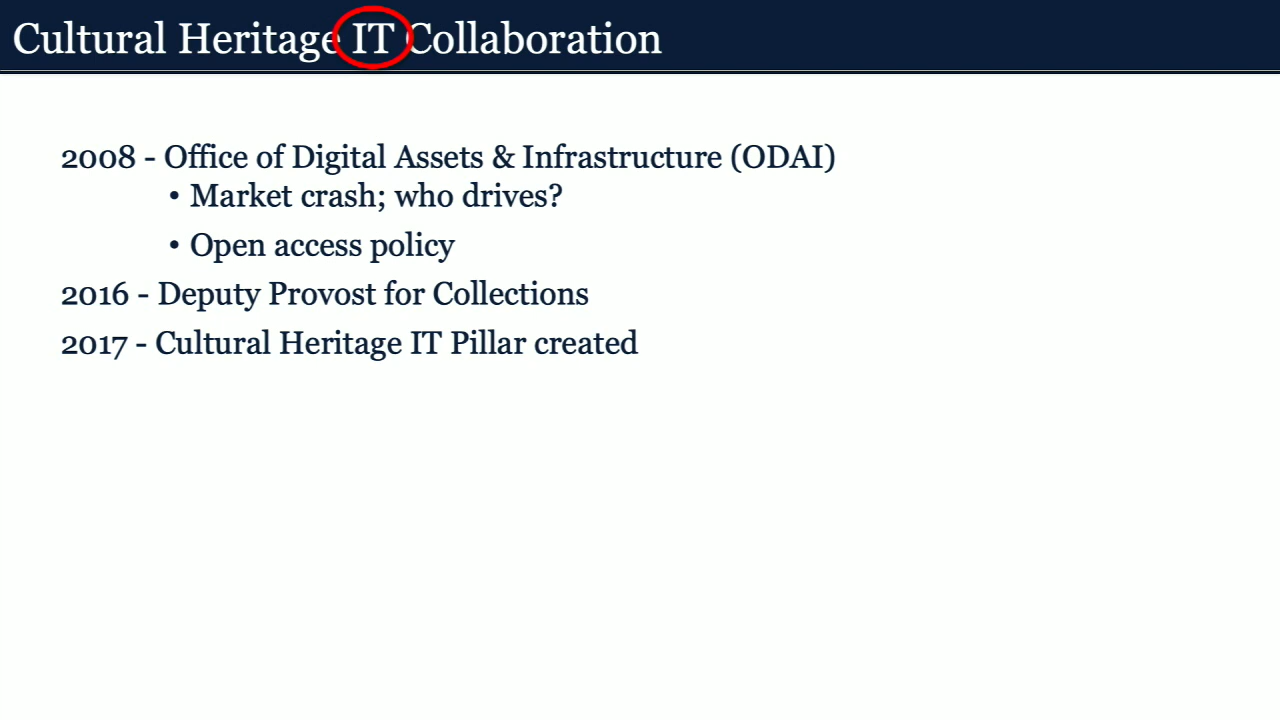 Cultural Heritage IT Collaboration
2008 - Office of Digital Assets & Infrastructure (ODAI)
• Market crash; who drives?
• Open access policy
2016 - Deputy Provost for Collections
2017 - Cultural Heritage IT Pillar created